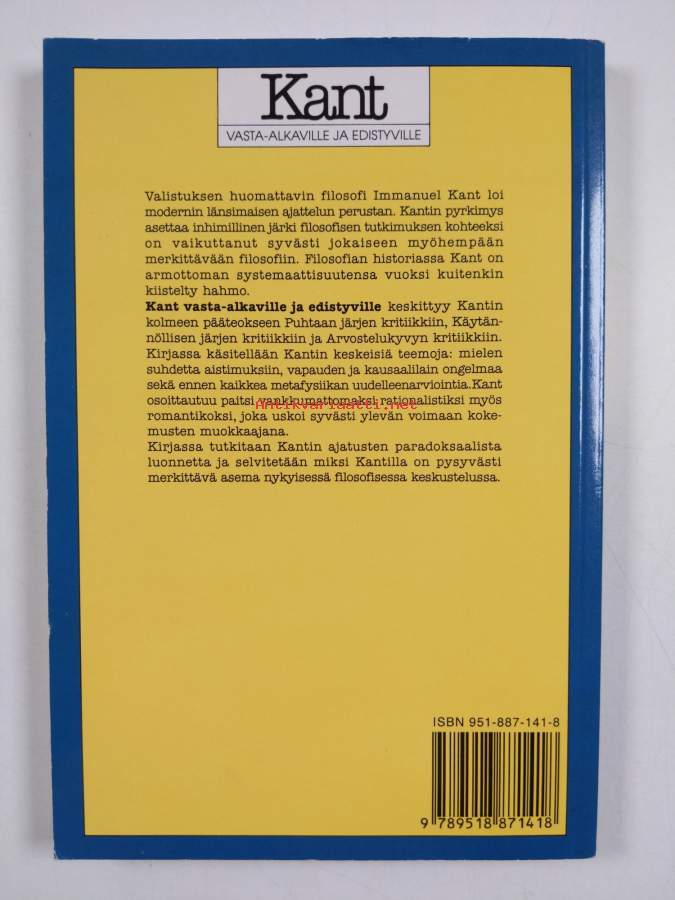 Kant
VASTA-ALKAVILLE JA EDISTYVILLE
Valistuksen huomattavin filosofi Immanuel Kant loi
modernin länsimaisen ajattelun perustan. Kantin pyrkimys
asettaa inhimillinen järki filosofisen tutkimuksen kohteeksi
on vaikuttanut syvästi jokaiseen myöhempään
merkittävään filosofiin. Filosofian historiassa Kant on
armottoman systemaattisuutensa vuoksi kuitenkin
kiistelty hahmo.
Kant vasta-alkaville ja edistyville keskittyy Kantin
kolmeen pääteokseen Puhtaan järjen kritiikkiin, Käytän-
nöllisen järjen kritiikkiin ja Arvostelukyvyn kritiikkiin.
Kirjassa käsitellään Kantin keskeisiä teemoja: mielen
suhdetta aistimuksiin, vapauden ja kausaalilain ongelmaa
sekä ennen kaikkea metafysiikan uudelleenarviointia. Kant
osoittautuu paitsi vankkumattomaksi rationalistiksi myös
Antikvariaatti.net
romantikoksi, joka uskoi syvästi ylevän voimaan koke-
musten muokkaajana.
Kirjassa tutkitaan Kantin ajatusten paradoksaalista
luonnetta ja selvitetään miksi Kantilla on pysyvästi
merkittävä asema nykyisessä filosofisessa keskustelussa.
ISBN 951-887-141-8
9 789518 871418